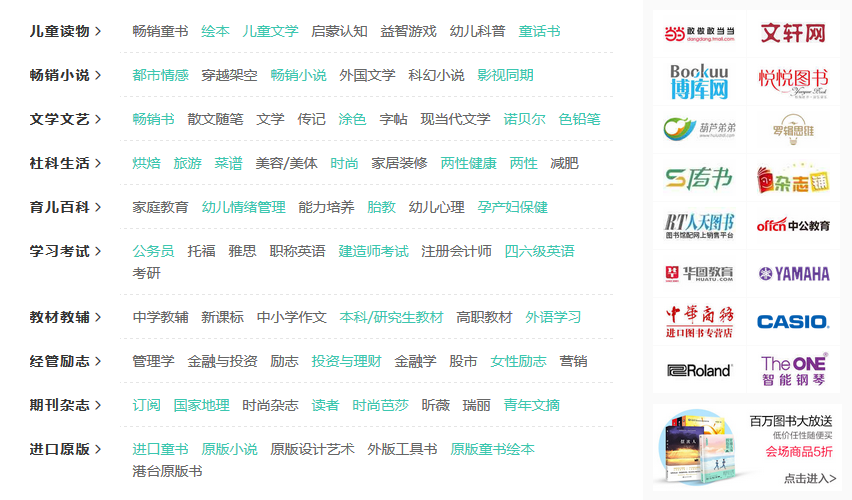 儿童读物 > 畅销童书 绘本 儿童文学 启蒙认知 益智游戏 幼儿科普 童话书
畅销小说 > 都市情感 穿越架空 畅销小说 外国文学 科幻小说 影视同期
文学文艺 > 畅销书 散文随笔 文学 传记 涂色 字帖 现当代文学 诺贝尔 色铅笔
社科生活 > 烘焙 旅游 菜谱 美容/美体 时尚 家居装修 两性健康 两性 减肥
育儿百科 > 家庭教育 幼儿情绪管理 能力培养 胎教 幼儿心理 孕产妇保健
学习考试 > 公务员 托福 雅思 职称英语 建造师考试 注册会计师 四六级英语
考研
教材教辅 > 中学教辅 新课标 中小学作文 本科/研究生教材 高职教材 外语学习
经管励志 > 管理学 金融与投资 励志 投资与理财 金融学 股市 女性励志 营销
期刊杂志 > 订阅 国家地理 时尚杂志 读者 时尚芭莎 昕薇 瑞丽 青年文摘
进口原版 > 进口童书 原版小说 原版设计艺术 外版工具书 原版童书绘本
港台原版书
当当 敢做敢当当
dangdang.tmall.com
文轩网
Bookuu
博库网
悦悦图书
葫芦弟弟
罗辑思维
传书
杂志铺
RT人天图书
图书馆配网上销售平台
offcn 中公教育
华图教育
HUATU.COM
YAMAHA
中华商务
进口图书专营店
CASIO
Roland
The ONE
智能钢琴
百万图书大放送
低价任性随便买
会场商品5折
点击进入>